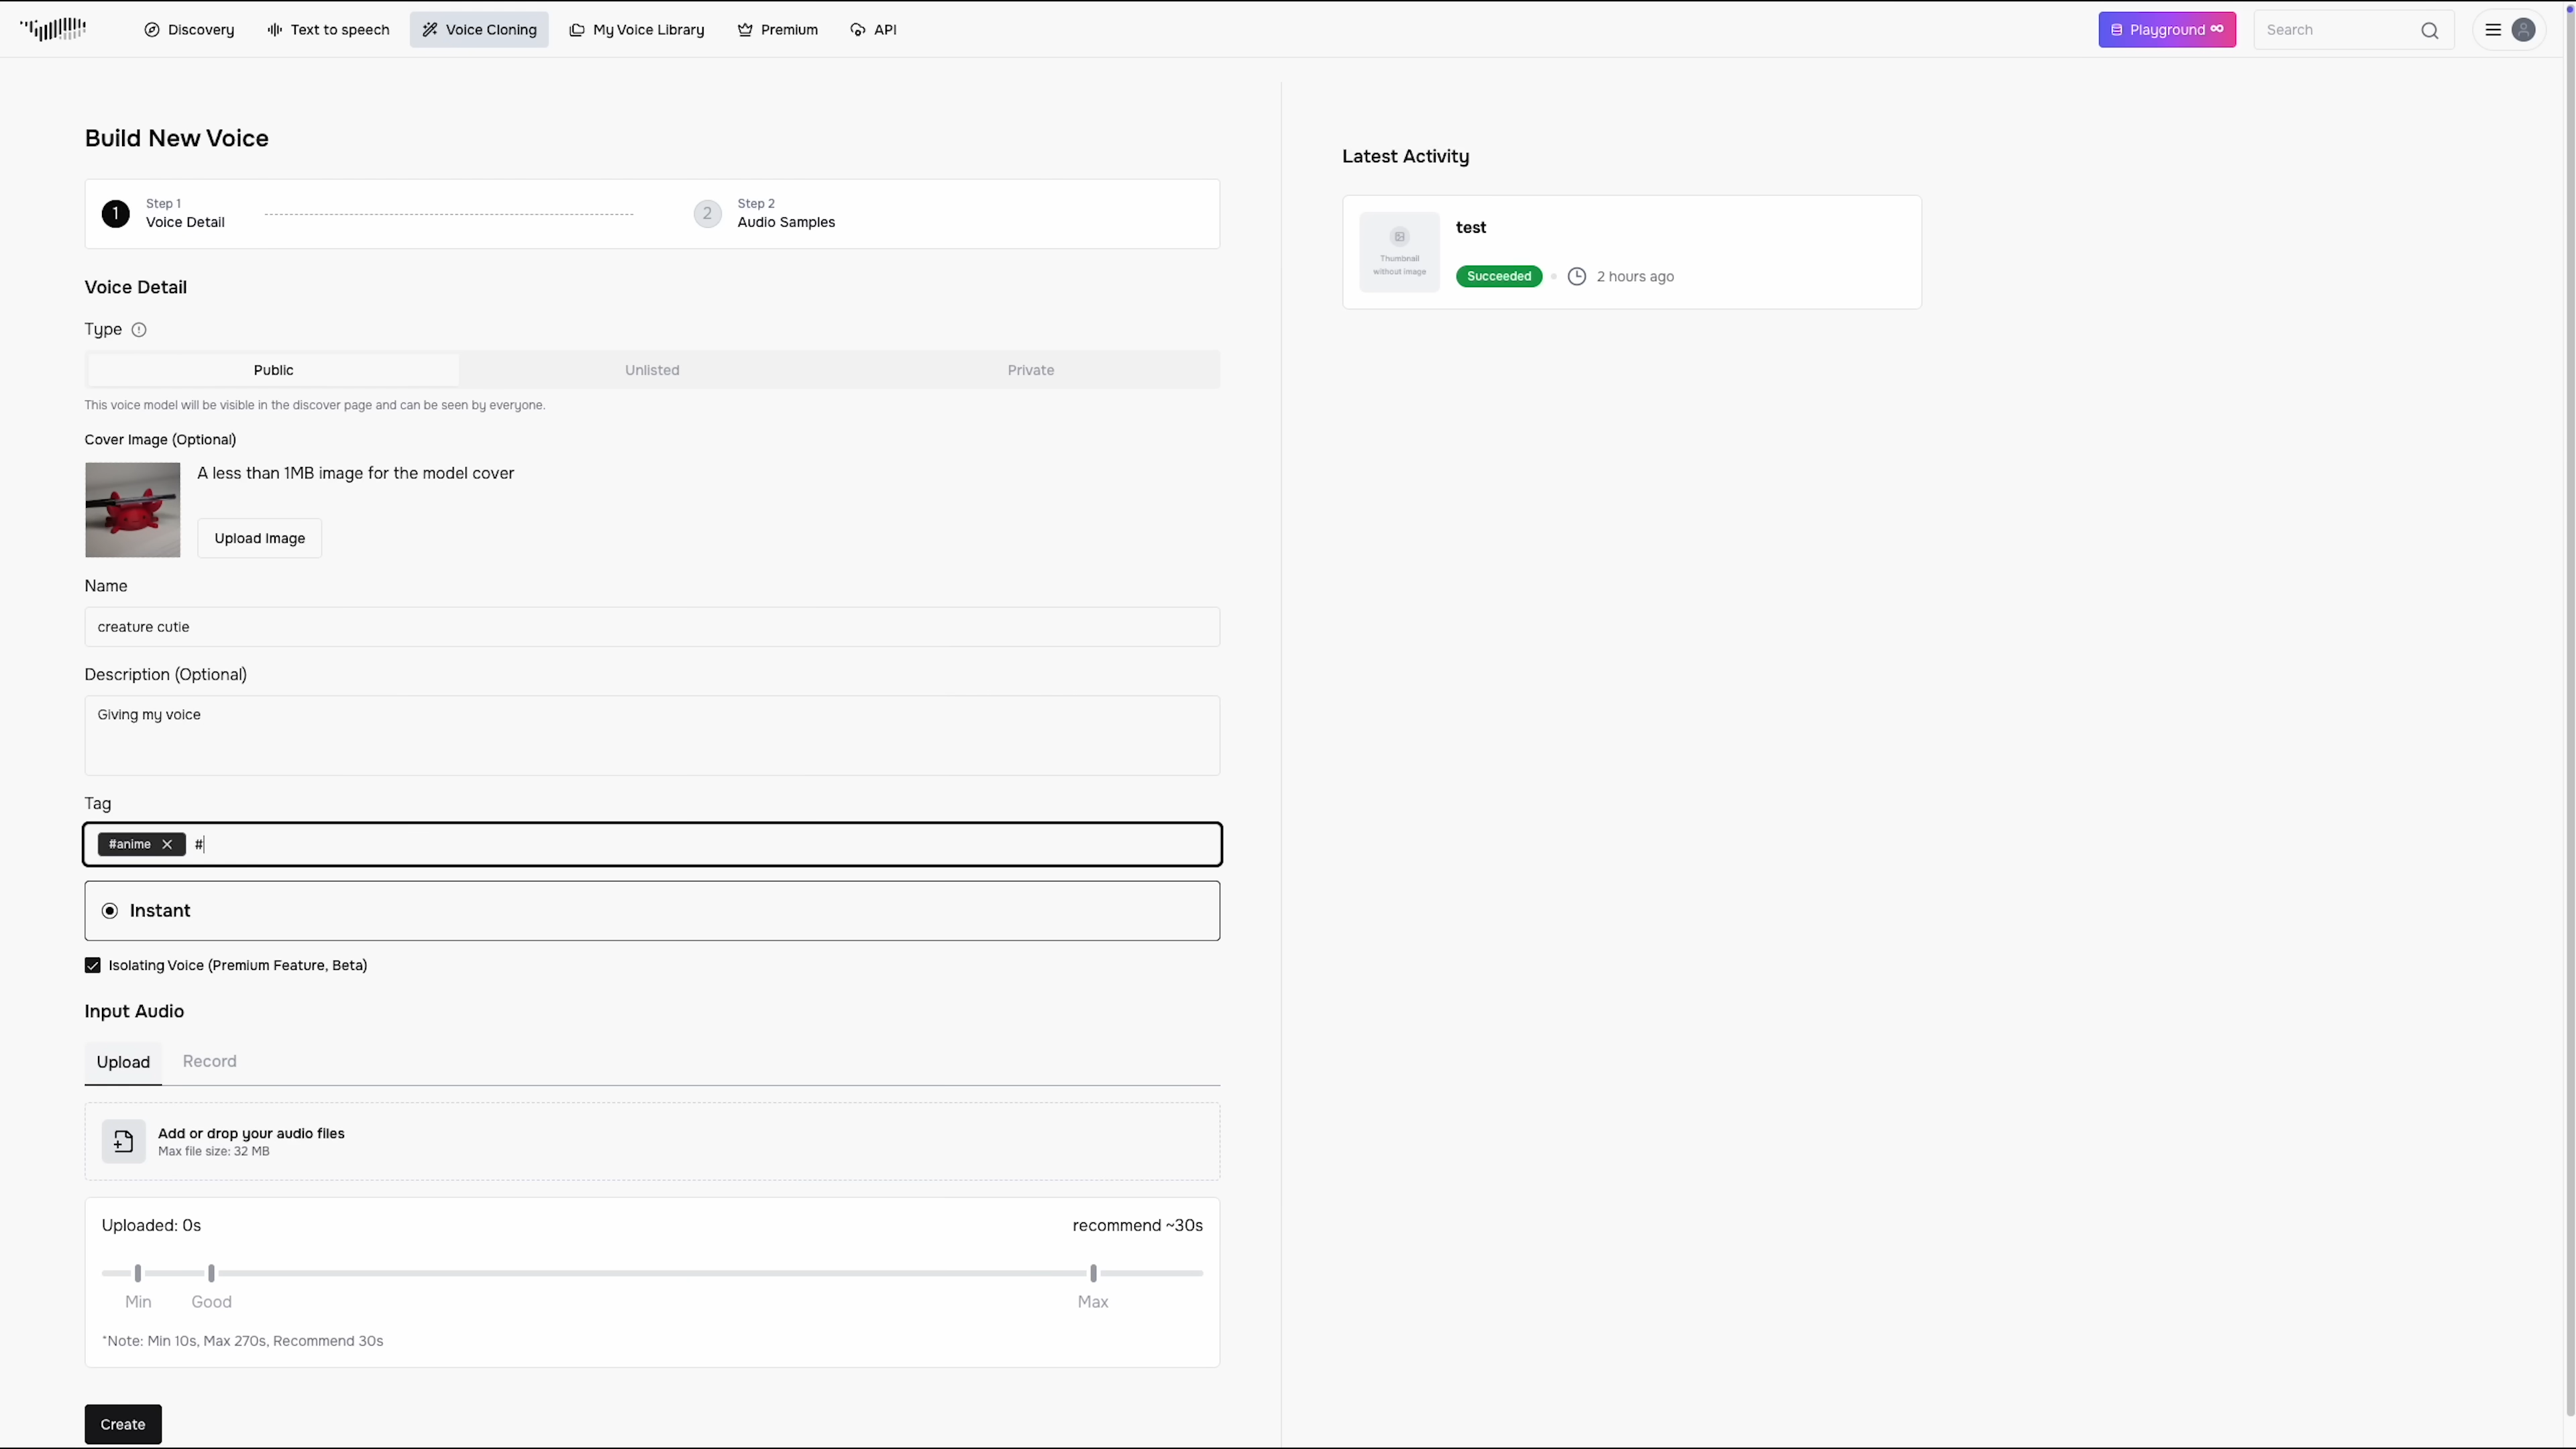 Discovery
Text to speech
Voice Cloning
My Voice Library
Premium
API
Playground ∞
Search
Build New Voice
1
Step 1
Voice Detail
2
Step 2
Audio Samples
Voice Detail
Type
Public
Unlisted
Private
This voice model will be visible in the discover page and can be seen by everyone.
Cover Image (Optional)
A less than 1MB image for the model cover
Upload Image
Name
creature cutie
Description (Optional)
Giving my voice
Tag
#anime #
Instant
Isolating Voice (Premium Feature, Beta)
Input Audio
Upload
Record
Add or drop your audio files
Max file size: 32 MB
Uploaded: 0s
recommend ~30s
Min
Good
Max
*Note: Min 10s, Max 270s, Recommend 30s
Create
Latest Activity
Thumbnail
without image
test
Succeeded
2 hours ago